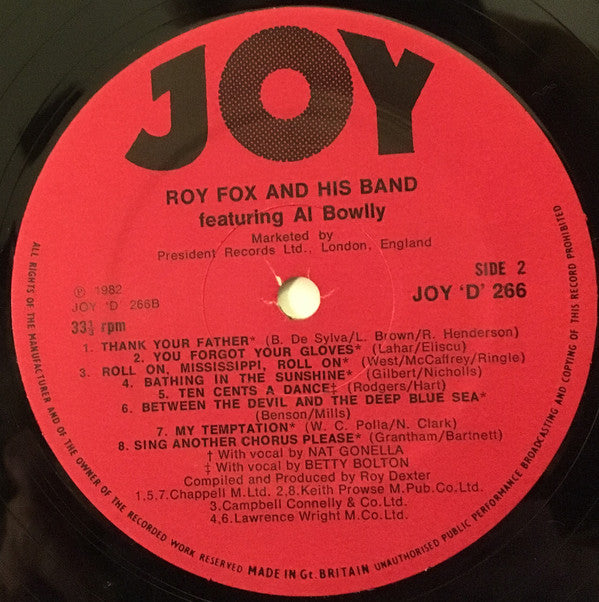 JOY
ROY FOX AND HIS BAND
featuring Al Bowlly
Marketed by
President Records Ltd., London, England
℗ 1982
JOY 'D' 266B
33⅓ rpm
SIDE 2
JOY 'D' 266
1. THANK YOUR FATHER* (B. De Sylva/L. Brown/R. Henderson)
2. YOU FORGOT YOUR GLOVES* (Lahar/Eliscu)
3. ROLL ON, MISSISSIPPI, ROLL ON* (West/McCaffrey/Ringle)
4. BATHING IN THE SUNSHINE* (Gilbert/Nicholls)
5. TEN CENTS A DANCE‡ (Rodgers/Hart)
6. BETWEEN THE DEVIL AND THE DEEP BLUE SEA*
(Benson/Mills)
7. MY TEMPTATION* (W. C. Polla/N. Clark)
8. SING ANOTHER CHORUS PLEASE* (Grantham/Bartnett)
† With vocal by NAT GONELLA
‡ With vocal by BETTY BOLTON
Compiled and Produced by Roy Dexter
1,5,7.Chappell M.Ltd. 2,8.Keith Prowse M.Pub.Co.Ltd.
3.Campbell Connelly & Co.Ltd.
4,6.Lawrence Wright M.Co.Ltd.
ALL RIGHTS OF THE MANUFACTURER AND OF THE OWNER OF THE RECORDED WORK RESERVED MADE IN Gt. BRITAIN UNAUTHORISED PUBLIC PERFORMANCE BROADCASTING AND COPYING OF THIS RECORD PROHIBITED